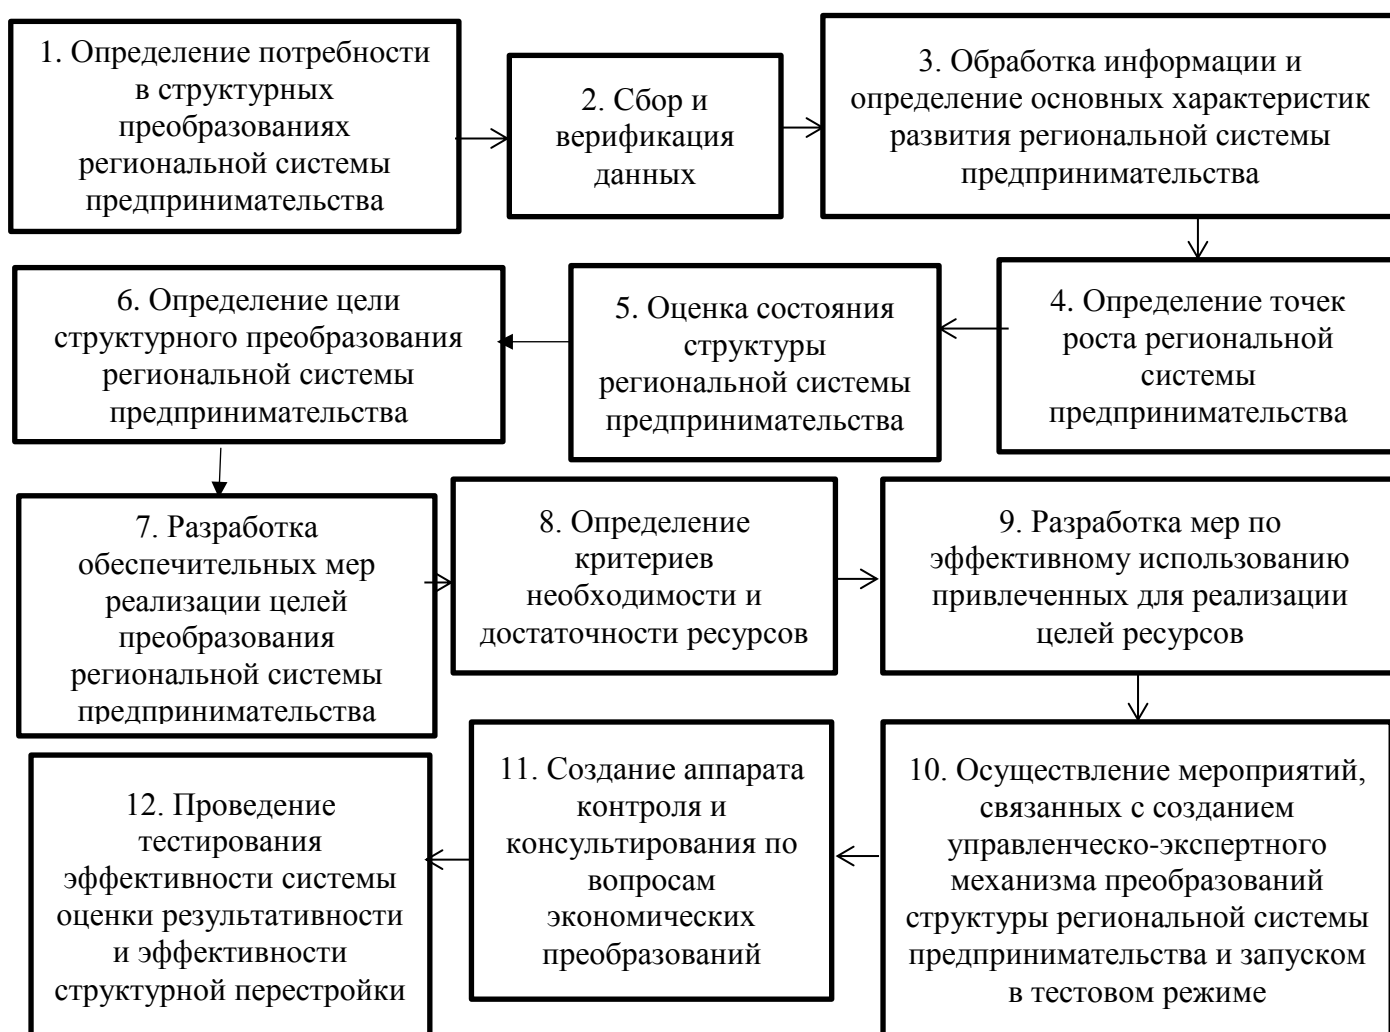 1. Определение потребности
в структурных
преобразованиях
региональной системы
предпринимательства
2. Сбор и
верификация
данных
3. Обработка информации и
определение основных характеристик
развития региональной системы
предпринимательства
4. Определение точек
роста региональной
системы
предпринимательства
5. Оценка состояния
структуры
региональной системы
предпринимательства
6. Определение цели
структурного преобразования
региональной системы
предпринимательства
7. Разработка
обеспечительных мер
реализации целей
преобразования
региональной системы
предпринимательства
8. Определение
критериев
необходимости и
достаточности ресурсов
9. Разработка мер по
эффективному использованию
привлеченных для реализации
целей ресурсов
10. Осуществление мероприятий,
связанных с созданием
управленческо-экспертного
механизма преобразований
структуры региональной системы
предпринимательства и запуском
в тестовом режиме
11. Создание аппарата
контроля и
консультирования по
вопросам
экономических
преобразований
12. Проведение
тестирования
эффективности системы
оценки результативности
и эффективности
структурной перестройки